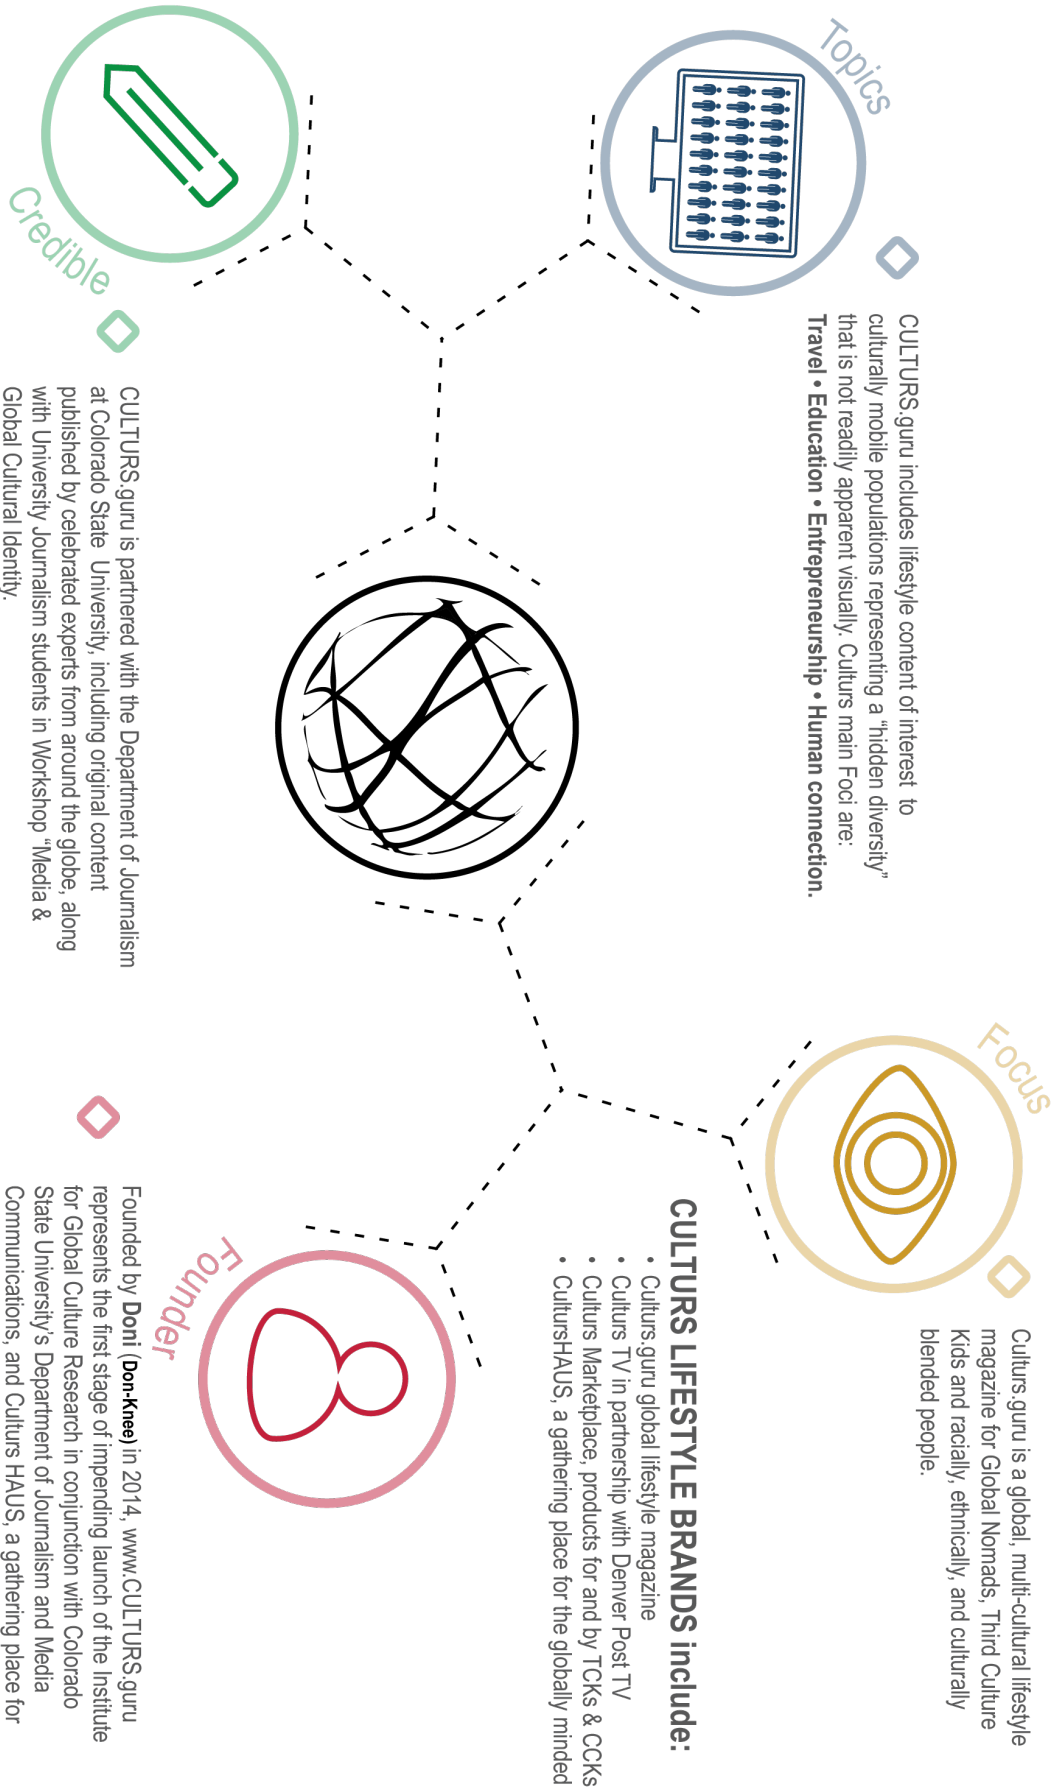 Topics
CULTURS.guru includes lifestyle content of interest to
culturally mobile populations representing a “hidden diversity”
that is not readily apparent visually. Culturs main Foci are:
Travel • Education • Entrepreneurship • Human connection.
Credible
CULTURS.guru is partnered with the Department of Journalism
at Colorado State University, including original content
published by celebrated experts from around the globe, along
with University Journalism students in Workshop “Media &
Global Cultural Identity.
Focus
Culturs.guru is a global, multi-cultural lifestyle
magazine for Global Nomads, Third Culture
Kids and racially, ethnically, and culturally
blended people.
CULTURS LIFESTYLE BRANDS include:
• Culturs.guru global lifestyle magazine
• Culturs TV in partnership with Denver Post TV
• Culturs Marketplace, products for and by TCKs & CCKs
• CultursHAUS, a gathering place for the globally minded
Founder
Founded by Doni (Don-Knee) in 2014, www.CULTURS.guru
represents the first stage of impending launch of the Institute
for Global Culture Research in conjunction with Colorado
State University’s Department of Journalism and Media
Communications, and Culturs HAUS, a gathering place for